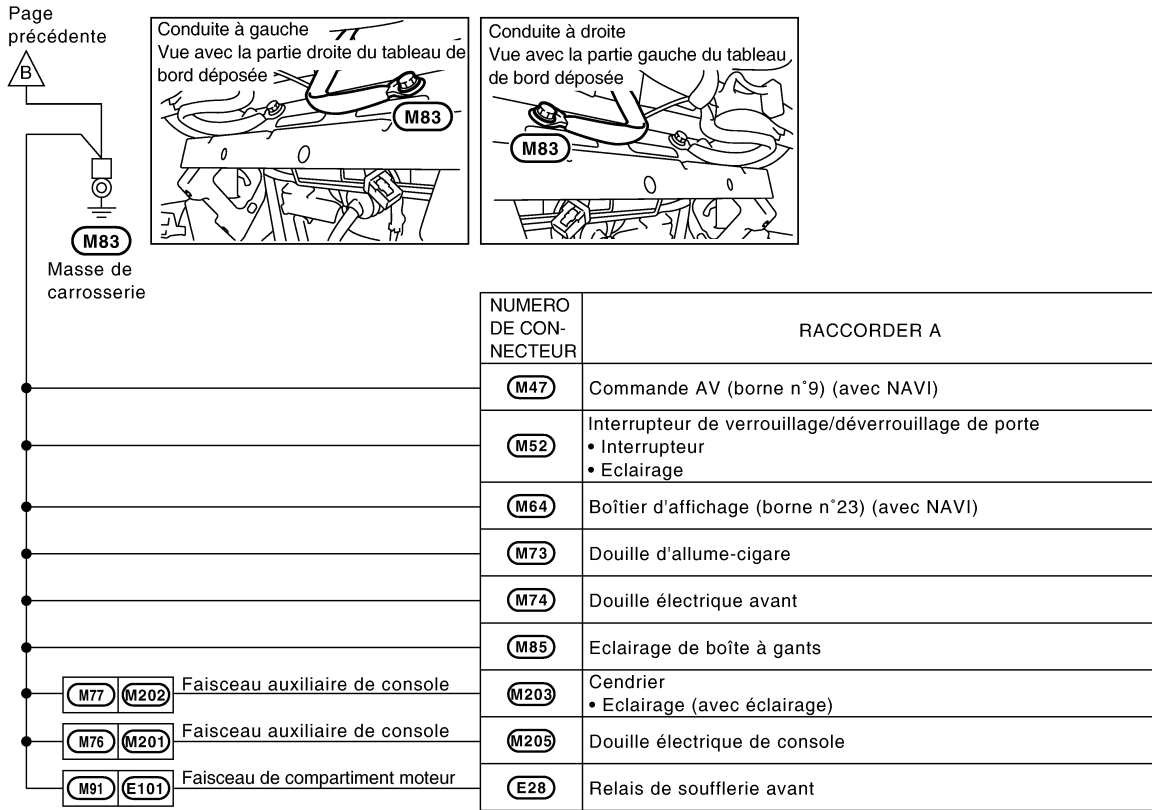 Page
précédente
B
M83
Masse de
carrosserie
Conduite à gauche
Vue avec la partie droite du tableau de
bord déposée
M83
Conduite à droite
Vue avec la partie gauche du tableau
de bord déposée
M83
NUMERO
DE CON-
NECTEUR
RACCORDER A
M47
Commande AV (borne n°9) (avec NAVI)
M52
Interrupteur de verrouillage/déverrouillage de porte
• Interrupteur
• Eclairage
M64
Boîtier d'affichage (borne n°23) (avec NAVI)
M73
Douille d'allume-cigare
M74
Douille électrique avant
M85
Eclairage de boîte à gants
M77 M202 Faisceau auxiliaire de console
M203
Cendrier
• Eclairage (avec éclairage)
M76 M201 Faisceau auxiliaire de console
M205
Douille électrique de console
M91 E101 Faisceau de compartiment moteur
E28
Relais de soufflerie avant